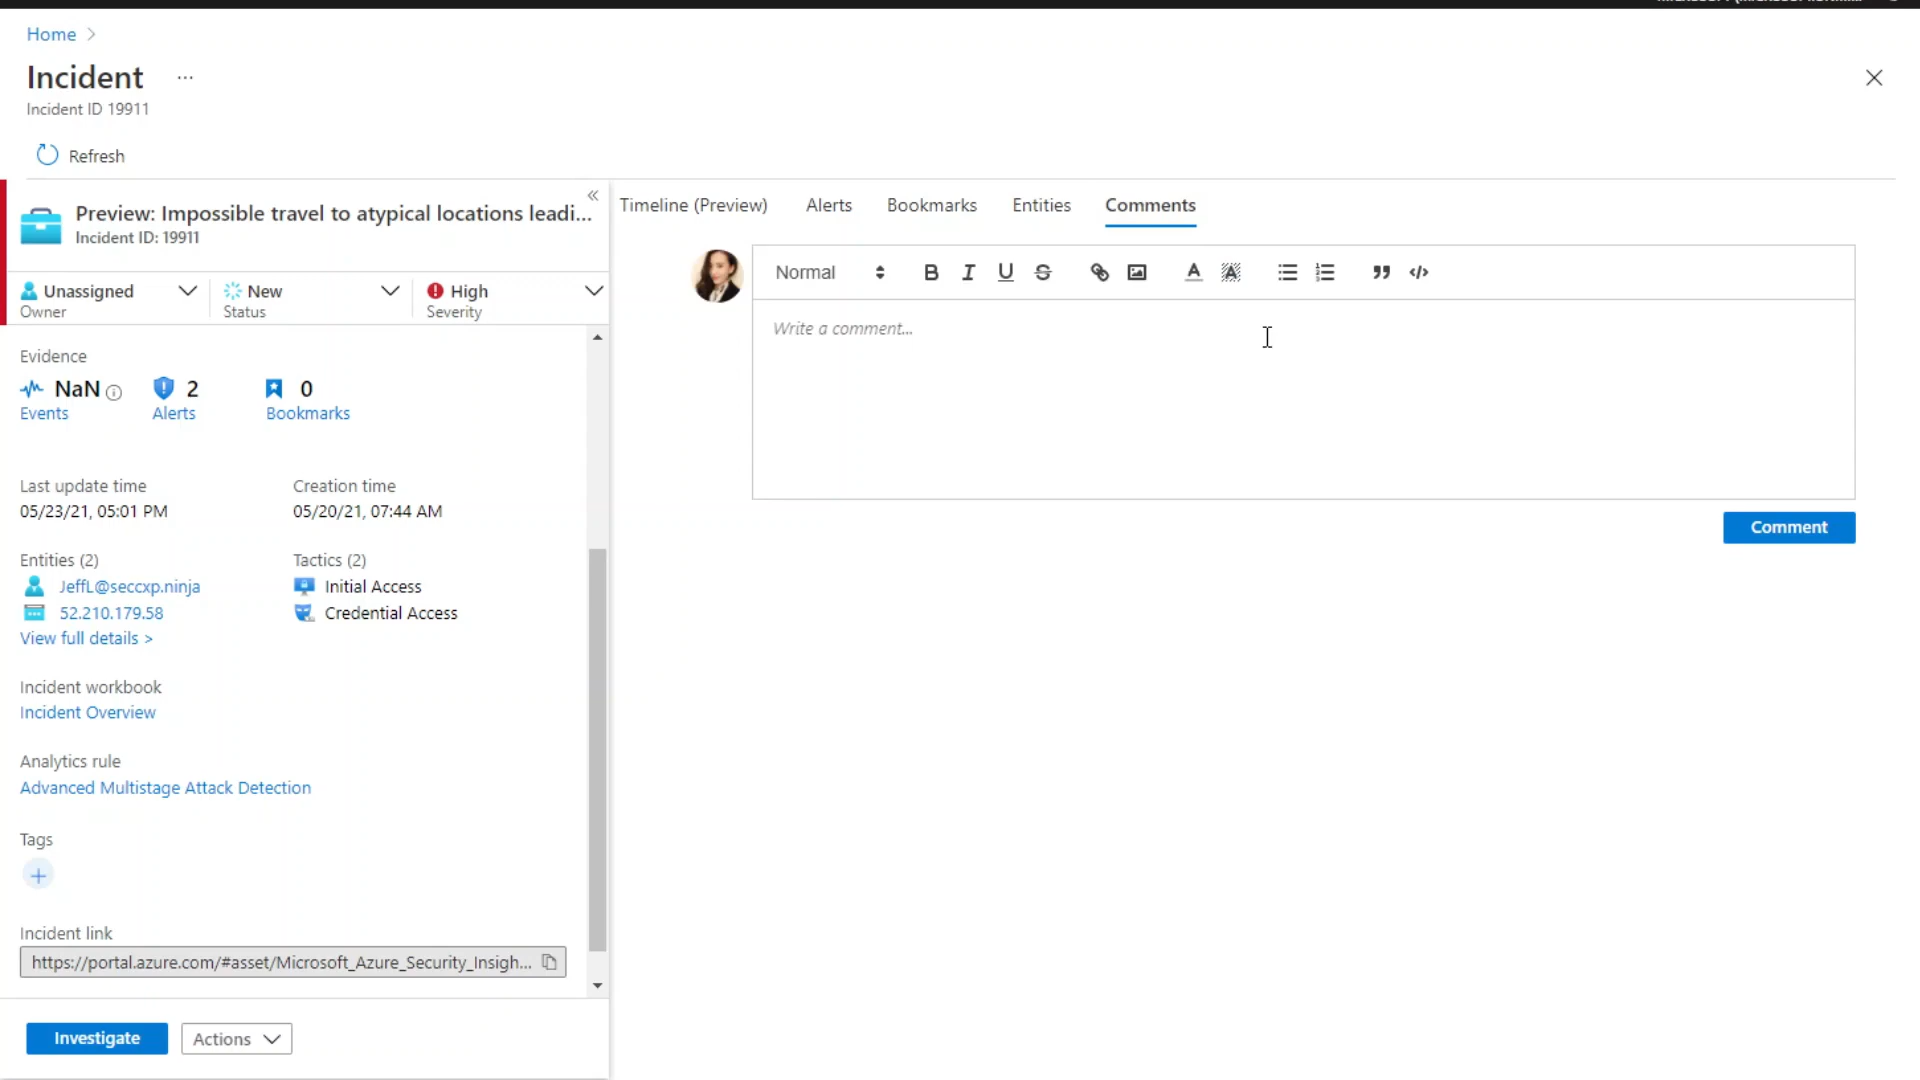 Home
Incident
...
Incident ID 19911
Refresh
Preview: Impossible travel to atypical locations leadi...
Incident ID: 19911
Unassigned
Owner
New
Status
High
Severity
Evidence
NaN
Events
2
Alerts
0
Bookmarks
Last update time
05/23/21, 05:01 PM
Creation time
05/20/21, 07:44 AM
Entities (2)
JeffL@seccxp.ninja
52.210.179.58
View full details >
Tactics (2)
Initial Access
Credential Access
Incident workbook
Incident Overview
Analytics rule
Advanced Multistage Attack Detection
Tags
Incident link
https://portal.azure.com/#asset/Microsoft_Azure_Security_Insigh...
Investigate
Actions
Timeline (Preview) Alerts Bookmarks Entities Comments
Normal B I U S A A
Write a comment...
Comment